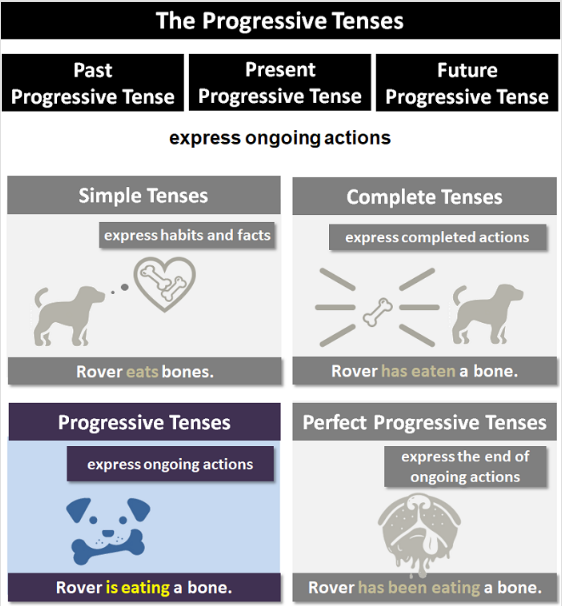 The Progressive Tenses
Past
Progressive Tense
Present
Progressive Tense
Future
Progressive Tense
express ongoing actions
Simple Tenses
express habits and facts
Rover eats bones.
Complete Tenses
express completed actions
Rover has eaten a bone.
Progressive Tenses
express ongoing actions
Rover is eating a bone.
Perfect Progressive Tenses
express the end of
ongoing actions
Rover has been eating a bone.